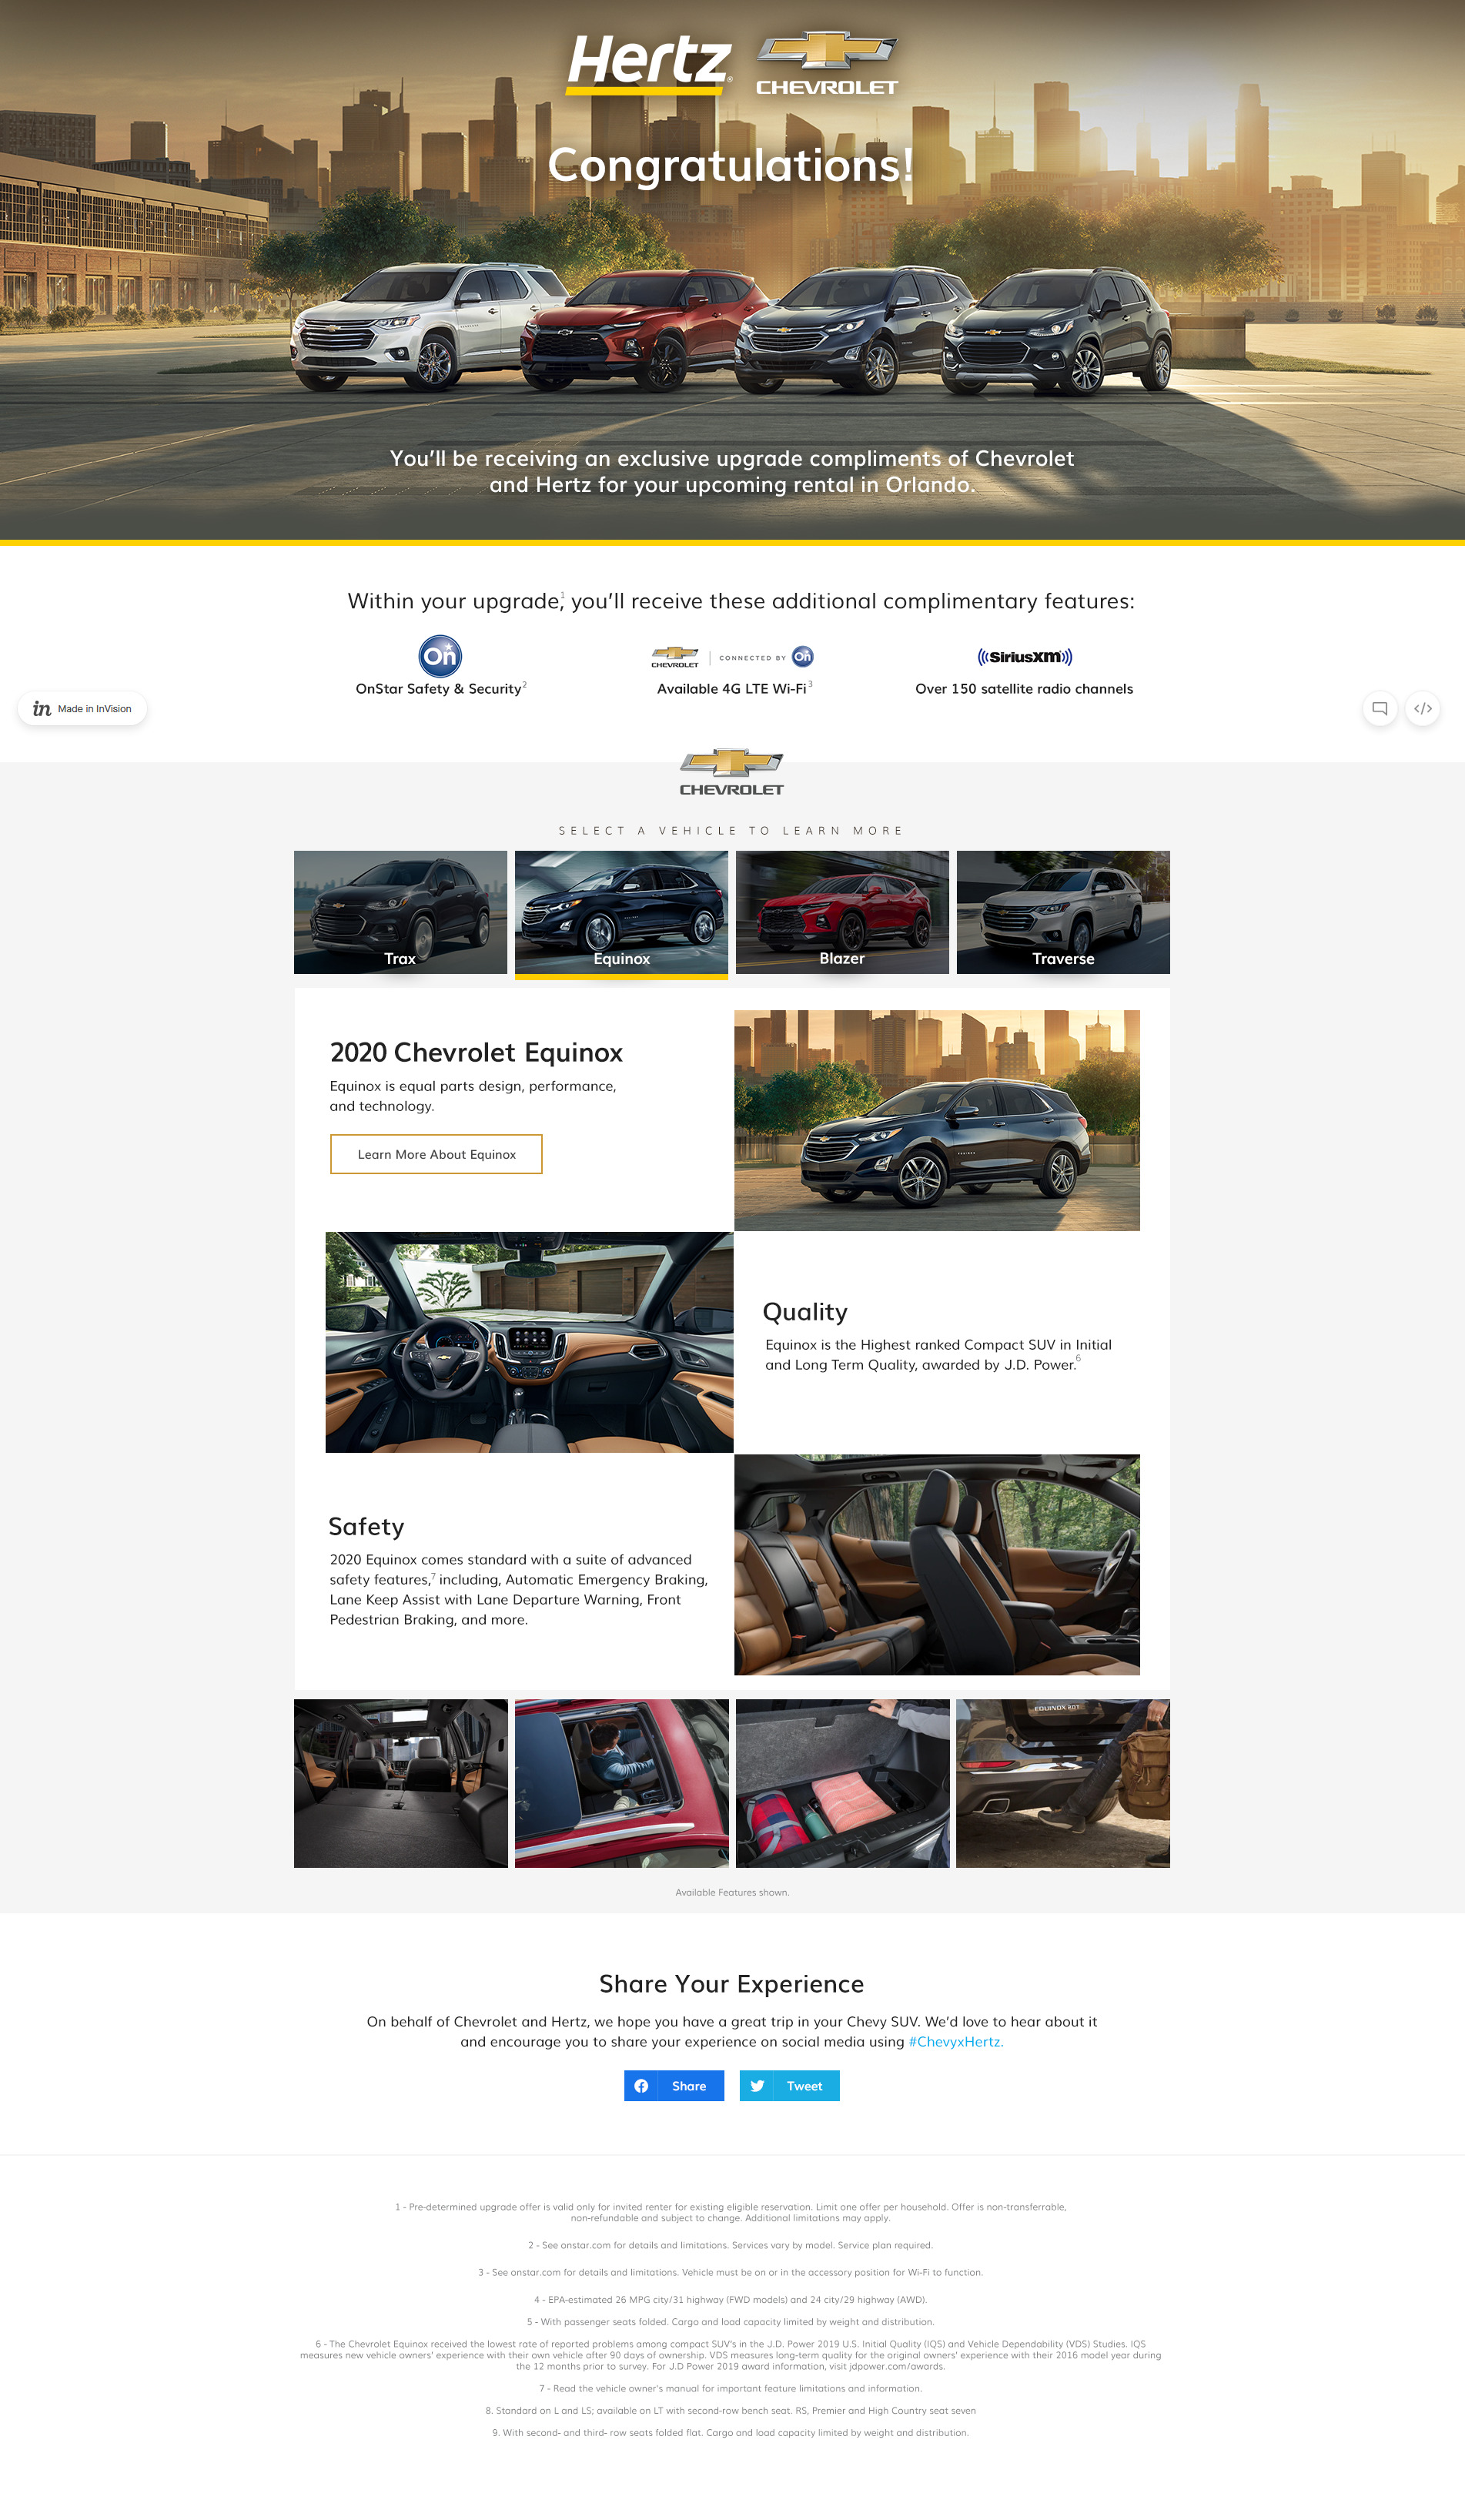 Hertz
CHEVROLET
Congratulations!
You'll be receiving an exclusive upgrade compliments of Chevrolet
and Hertz for your upcoming rental in Orlando.
Within your upgrade,1 you'll receive these additional complimentary features:
On
CHEVROLET
CONNECTED BY
On
SiriusXM
OnStar Safety & Security2
Available 4G LTE Wi-Fi3
Over 150 satellite radio channels
in Made in InVision
</>
CHEVROLET
SELECT A VEHICLE TO LEARN MORE
Trax
Equinox
Blazer
Traverse
2020 Chevrolet Equinox
Equinox is equal parts design, performance,
and technology.
Learn More About Equinox
Quality
Equinox is the Highest ranked Compact SUV in Initial
and Long Term Quality, awarded by J.D. Power.6
Safety
2020 Equinox comes standard with a suite of advanced
safety features,7 including, Automatic Emergency Braking,
Lane Keep Assist with Lane Departure Warning, Front
Pedestrian Braking, and more.
EQUINOX 20T
Available Features shown.
Share Your Experience
On behalf of Chevrolet and Hertz, we hope you have a great trip in your Chevy SUV. We'd love to hear about it
and encourage you to share your experience on social media using #ChevyxHertz.
Share
Tweet
1 - Pre-determined upgrade offer is valid only for invited renter for existing eligible reservation. Limit one offer per household. Offer is non-transferrable,
non-refundable and subject to change. Additional limitations may apply.
2 - See onstar.com for details and limitations. Services vary by model. Service plan required.
3 - See onstar.com for details and limitations. Vehicle must be on or in the accessory position for Wi-Fi to function.
4 - EPA-estimated 26 MPG city/31 highway (FWD models) and 24 city/29 highway (AWD).
5 - With passenger seats folded. Cargo and load capacity limited by weight and distribution.
6 - The Chevrolet Equinox received the lowest rate of reported problems among compact SUV's in the J.D. Power 2019 U.S. Initial Quality (IQS) and Vehicle Dependability (VDS) Studies. IQS
measures new vehicle owners' experience with their own vehicle after 90 days of ownership. VDS measures long-term quality for the original owners' experience with their 2016 model year during
the 12 months prior to survey. For J.D Power 2019 award information, visit jdpower.com/awards.
7 - Read the vehicle owner's manual for important feature limitations and information.
8. Standard on L and LS; available on LT with second-row bench seat. RS, Premier and High Country seat seven
9. With second- and third- row seats folded flat. Cargo and load capacity limited by weight and distribution.